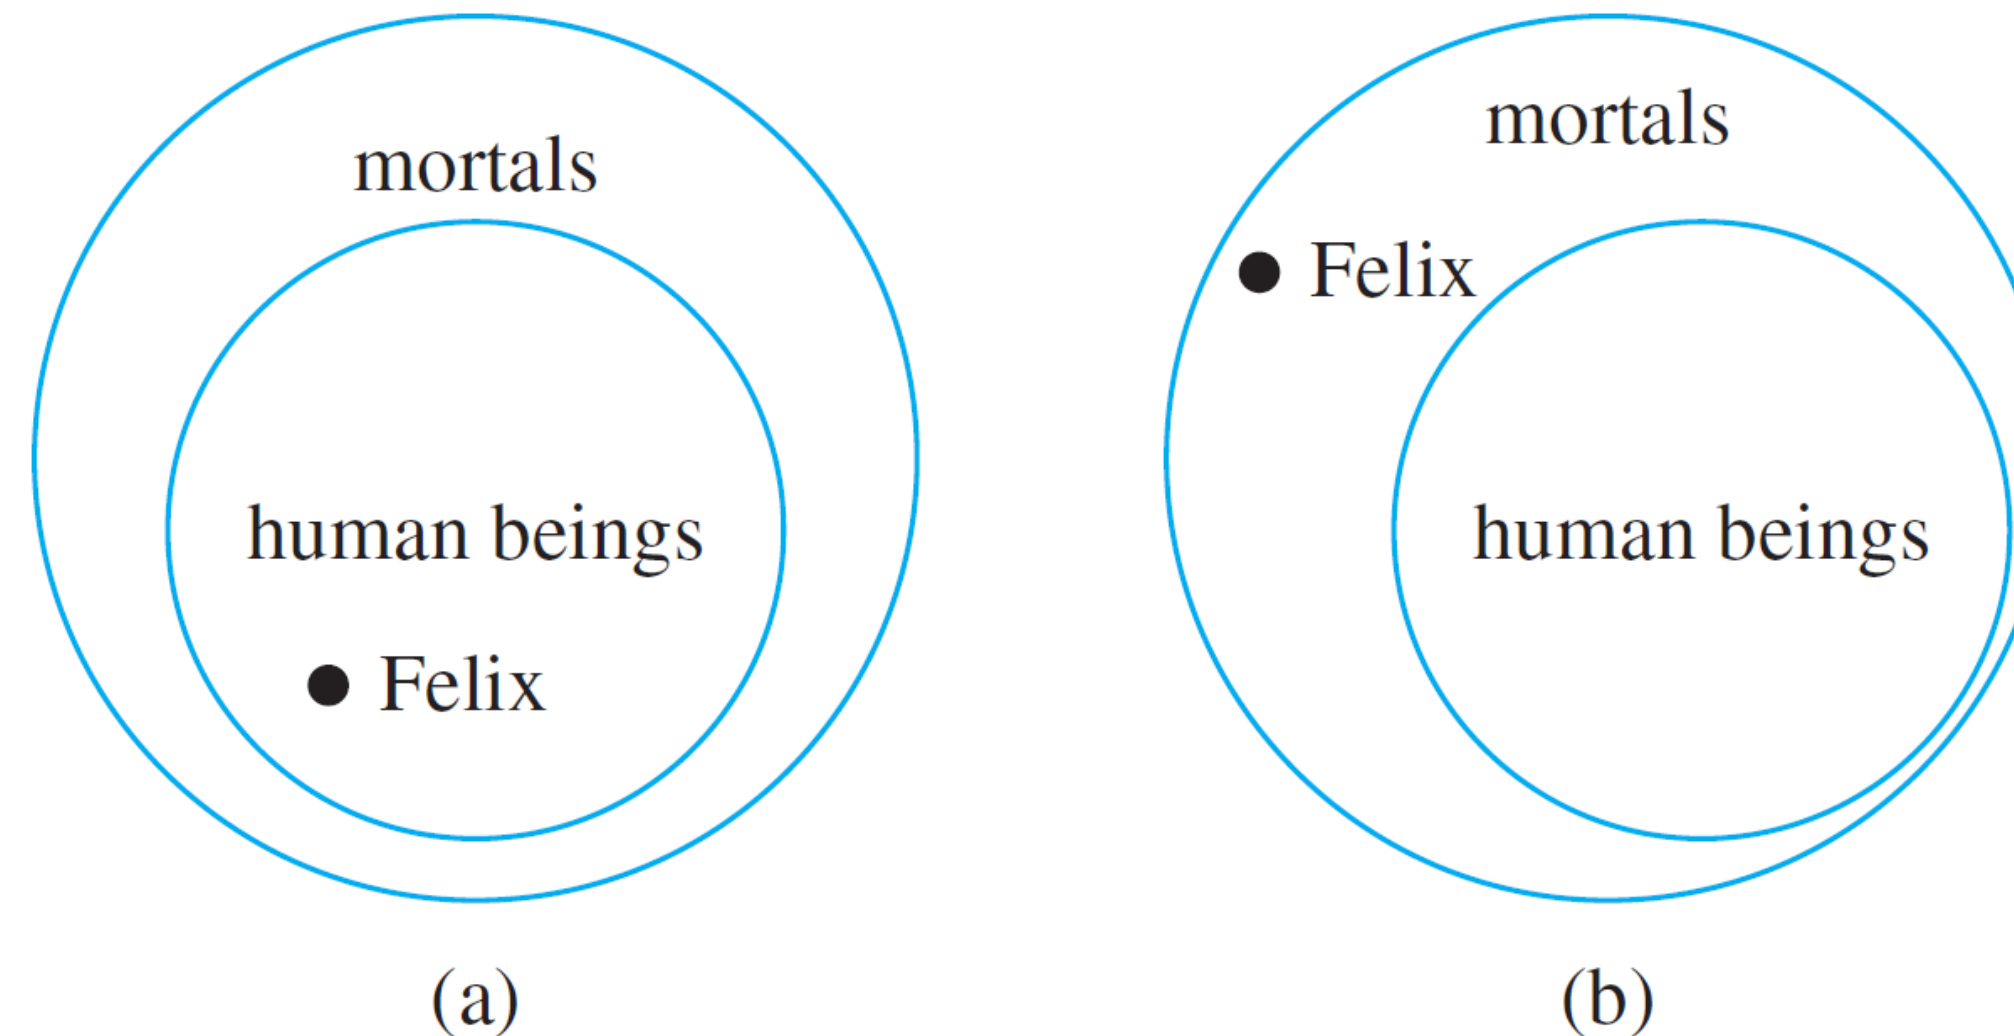 mortals
human beings
Felix
(a)
mortals
Felix
human beings
(b)